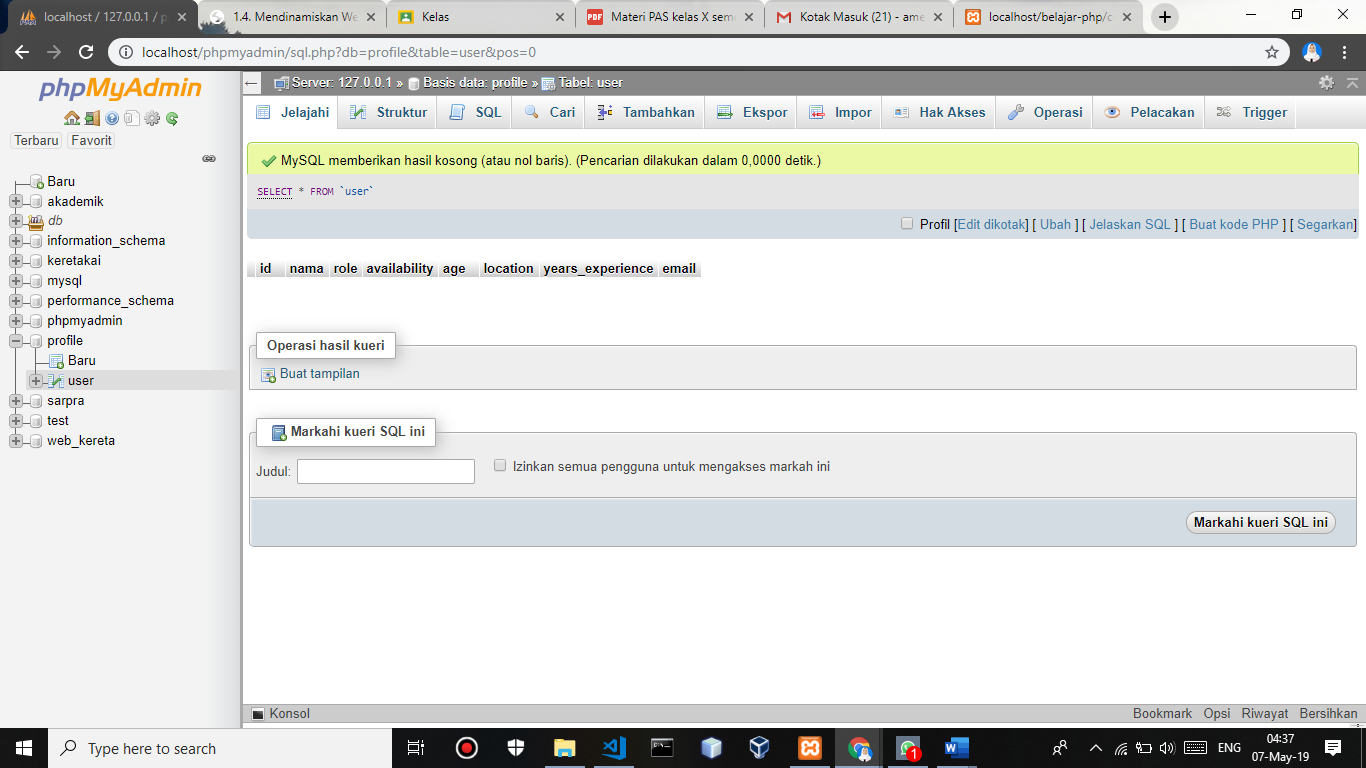 localhost / 127.0.0.1 / p
1.4. Mendinamiskan We
Kelas
Materi PAS kelas X sem
Kotak Masuk (21) - ame
localhost/belajar-php/c
localhost/phpmyadmin/sql.php?db=profile&table=user&pos=0
phpMyAdmin
Terbaru Favorit
Baru
akademik
db
information_schema
keretakai
mysql
performance_schema
phpmyadmin
profile
Baru
user
sarpra
test
web_kereta
Server: 127.0.0.1 » Basis data: profile » Tabel: user
Jelajahi Struktur SQL Cari Tambahkan Ekspor Impor Hak Akses Operasi Pelacakan Trigger
MySQL memberikan hasil kosong (atau nol baris). (Pencarian dilakukan dalam 0,0000 detik.)
SELECT * FROM `user`
Profil [Edit dikotak] [ Ubah ] [ Jelaskan SQL ] [ Buat kode PHP ] [ Segarkan]
id nama role availability age location years_experience email
Operasi hasil kueri
Buat tampilan
Markahi kueri SQL ini
Judul:
Izinkan semua pengguna untuk mengakses markah ini
Markahi kueri SQL ini
Konsol
Bookmark Opsi Riwayat Bersihkan
Type here to search
1
ENG
04:37
07-May-19